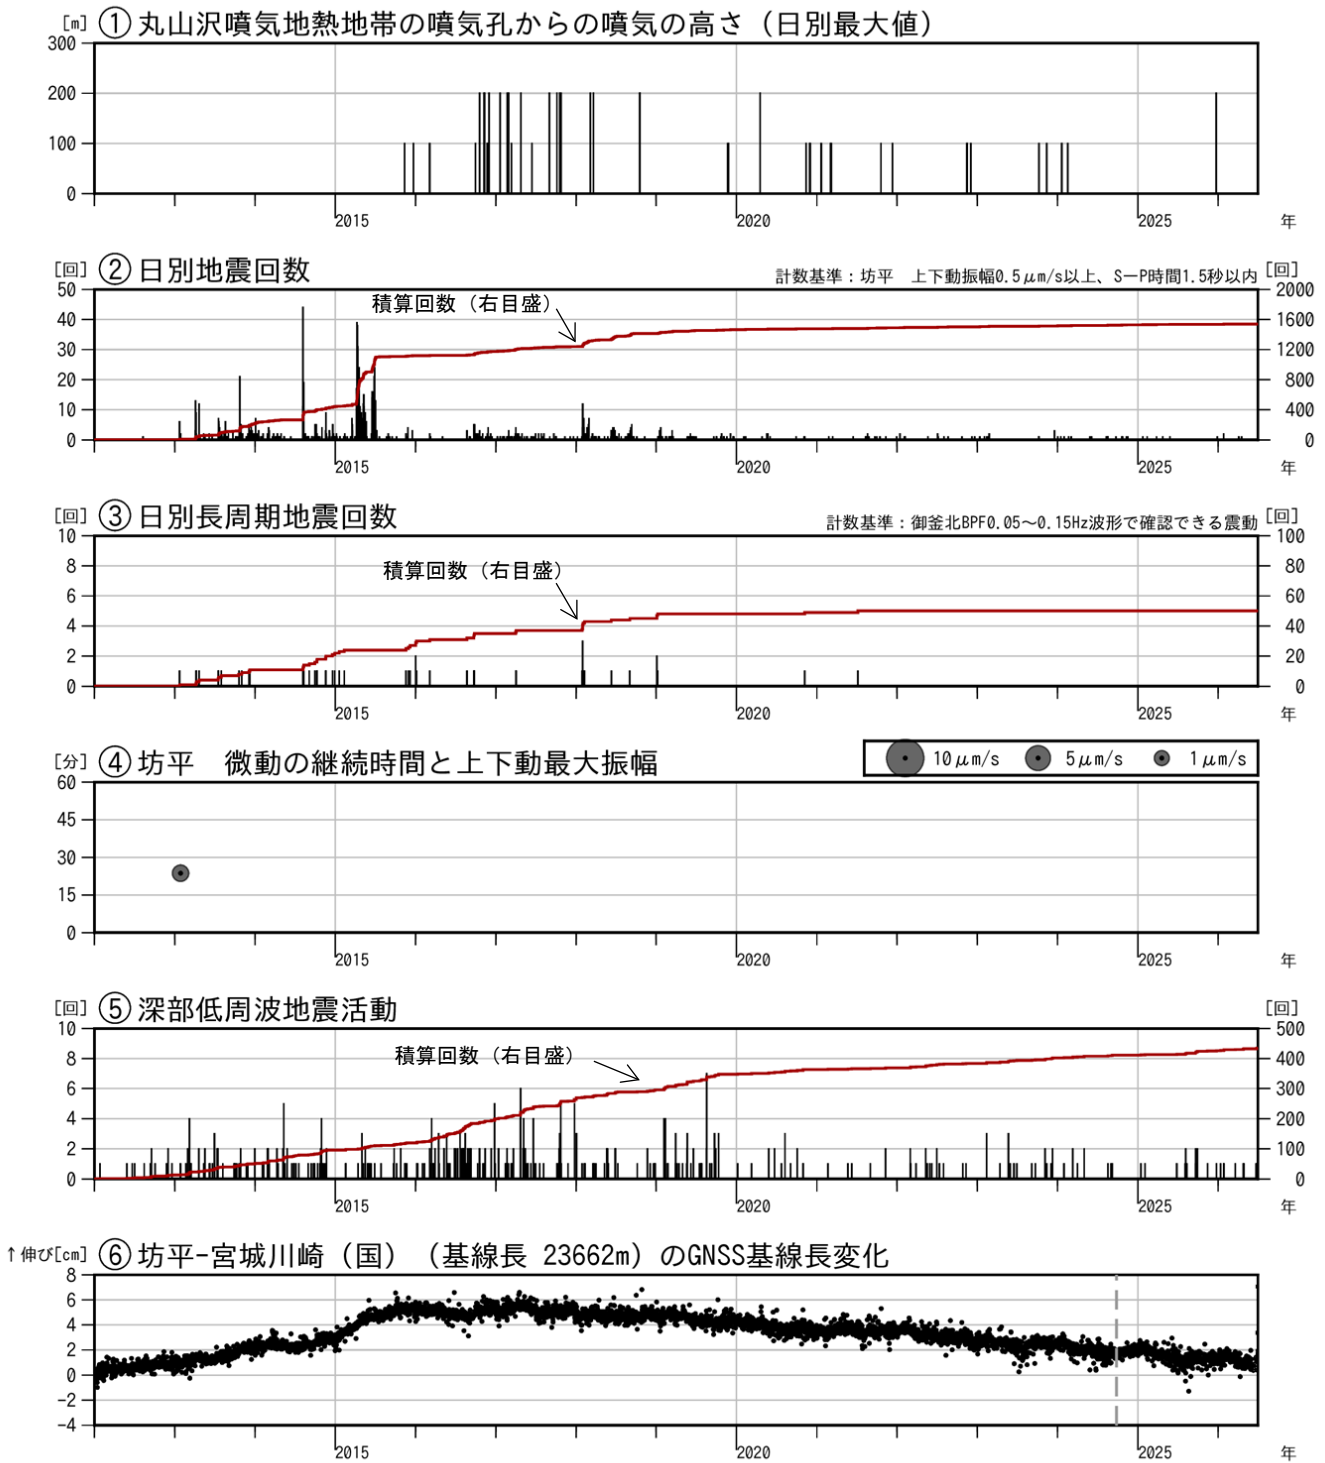 [m] ①丸山沢噴気地熱地帯の噴気孔からの噴気の高さ（日別最大値）
300
200
100
0
2015 2020 2025 年
[回] ②日別地震回数
計数基準：坊平　上下動振幅0.5μm/s以上、S－P時間1.5秒以内 [回]
積算回数（右目盛）
50 2000
40 1600
30 1200
20 800
10 400
0 0
2015 2020 2025 年
[回] ③日別長周期地震回数
計数基準：御釜北BPF0.05～0.15Hz波形で確認できる震動 [回]
積算回数（右目盛）
10 100
8 80
6 60
4 40
2 20
0 0
2015 2020 2025 年
[分] ④坊平　微動の継続時間と上下動最大振幅
10μm/s 5μm/s 1μm/s
60
45
30
15
0
2015 2020 2025 年
[回] ⑤深部低周波地震活動 [回]
積算回数（右目盛）
10 500
8 400
6 300
4 200
2 100
0 0
2015 2020 2025 年
↑伸び[cm] ⑥坊平-宮城川崎（国）（基線長 23662m）のGNSS基線長変化
8
6
4
2
0
-2
-4
2015 2020 2025 年